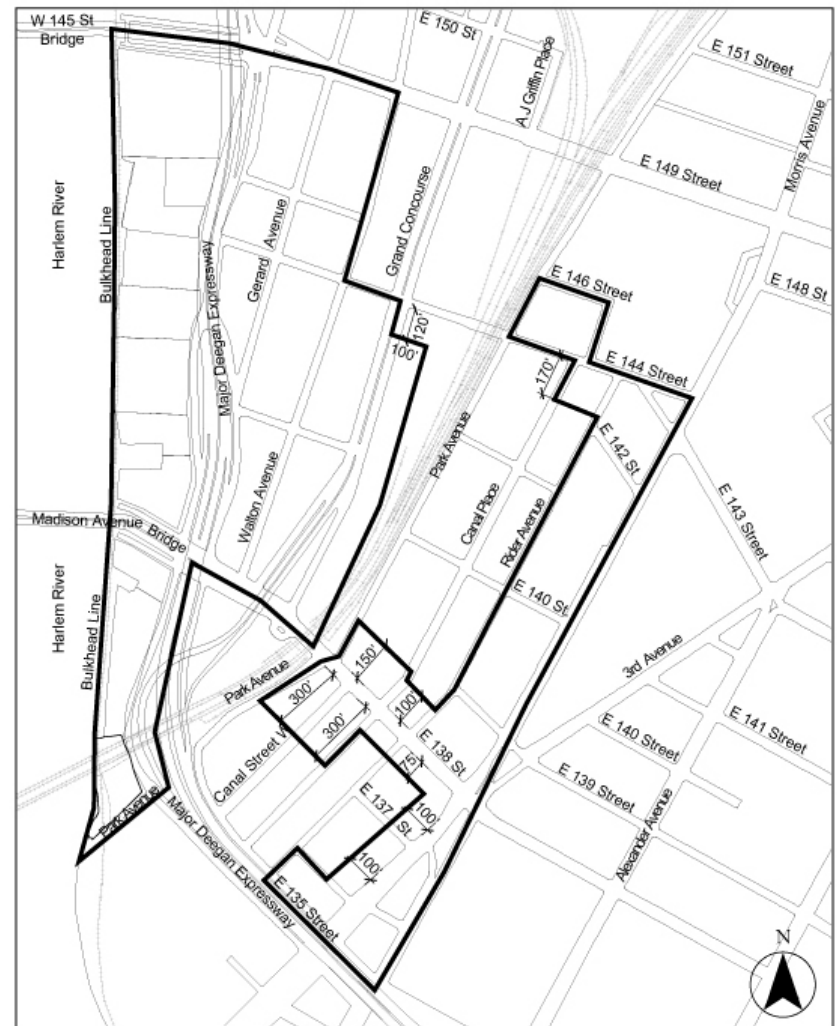 W 145 St
Bridge
E 150 St
A J Griffin Place
E 151 Street
Morris Avenue
E 149 Street
E 148 St
Harlem River
Bulkhead Line
Major Deegan Expressway
Gerard Avenue
Grand Concourse
120'
100'
E 146 Street
E 144 Street
170'
E 142 St
E 143 Street
Park Avenue
Canal Place
Rider Avenue
Walton Avenue
Madison Avenue
Bridge
Harlem River
Bulkhead Line
E 140 St
3rd Avenue
Park Avenue
150'
300'
100'
300'
E 138 St
E 141 Street
E 140 Street
E 139 Street
Canal Street W
75'
E 137 St
100'
100'
Alexander Avenue
Park Avenue
Major Deegan Expressway
E 135 Street
N